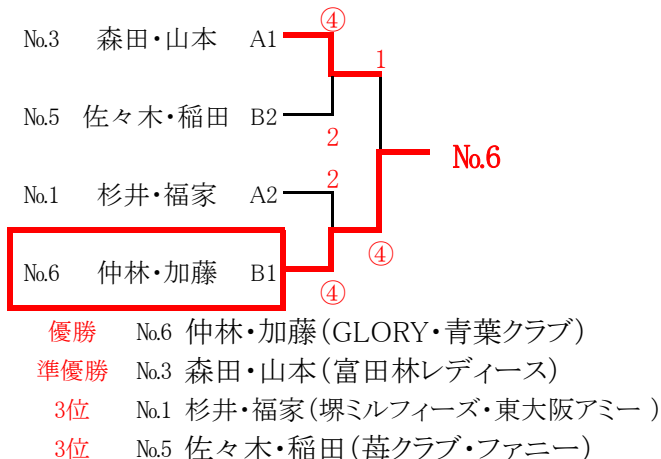 ④
№3 森田・山本 A1
1
№5 佐々木・稲田 B2
2
№6
2
№1 杉井・福家 A2
④
№6 仲林・加藤 B1
④
優勝 №6 仲林・加藤(GLORY・青葉クラブ)
準優勝 №3 森田・山本(富田林レディース)
3位 №1 杉井・福家(堺ミルフィーズ・東大阪アミー )
3位 №5 佐々木・稲田(苺クラブ・ファニー)